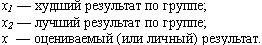 x₁ — худший результат по группе;
x₂ — лучший результат по группе;
x — оцениваемый (или личный) результат.